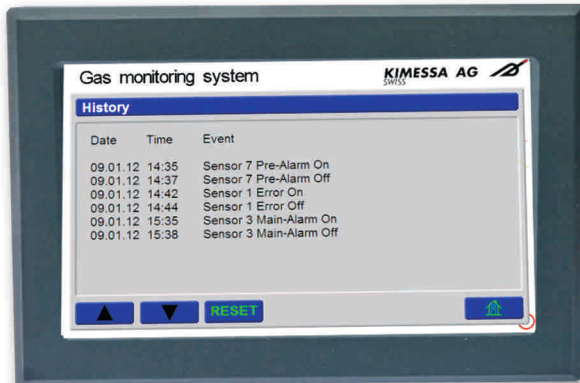 Gas monitoring system
KIMESSA AG
SWISS
History
Date Time Event
09.01.12 14:35 Sensor 7 Pre-Alarm On
09.01.12 14:37 Sensor 7 Pre-Alarm Off
09.01.12 14:42 Sensor 1 Error On
09.01.12 14:44 Sensor 1 Error Off
09.01.12 15:35 Sensor 3 Main-Alarm On
09.01.12 15:38 Sensor 3 Main-Alarm Off
RESET